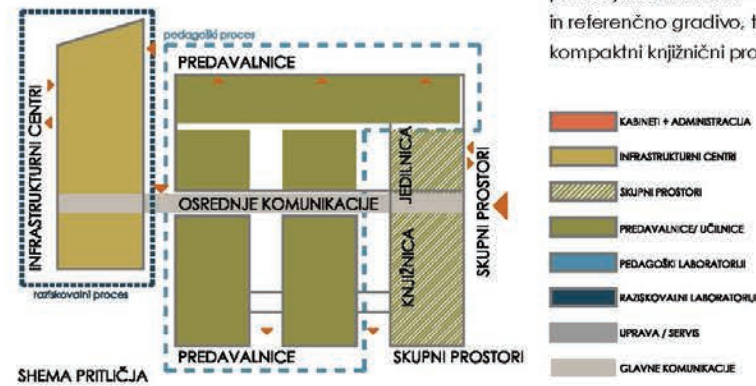 in referenčno gradivo,
kompaktni knjižnični
pedagoški proces
PREDAVALNICE
INFRASTRUKTURNI CENTRI
JEDILNICA
OSREDNJE KOMUNIKACIJE
KNJIŽNICA
SKUPNI PROSTORI
raziskovalni proces
PREDAVALNICE
SKUPNI PROSTORI
SHEMA PRITLIČJA
KABINETI + ADMINISTRACIJA
INFRASTRUKTURNI CENTRI
SKUPNI PROSTORI
PREDAVALNICE/ UČILNICE
PEDAGOŠKI LABORATORIJI
RAZISKOVALNI LABORATORIJI
UPRAVA / SERVIS
GLAVNE KOMUNIKACIJE